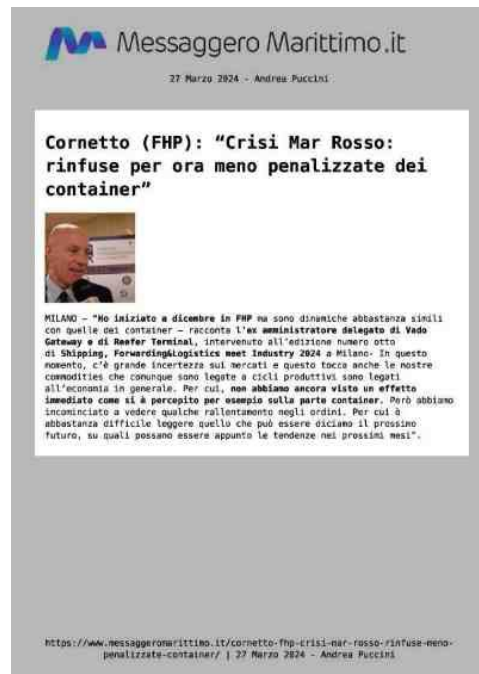 Messaggero Marittimo.it
27 Marzo 2024 - Andrea Puccini
Cornetto (FHP): “Crisi Mar Rosso:
rinfuse per ora meno penalizzate dei
container”
MILANO – “Ho iniziato a dicembre in FHP ma sono dinamiche abbastanza simili
con quelle dei container – racconta l’ex amministratore delegato di Vado
Gateway e di Reefer Terminal, intervenuto all’edizione numero otto
di Shipping, Forwarding&Logistics meet Industry 2024 a Milano- In questo
momento, c’è grande incertezza sui mercati e questo tocca anche le nostre
commodities che comunque sono legate a cicli produttivi sono legati
all’economia in generale. Per cui, non abbiamo ancora visto un effetto
immediato come si è percepito per esempio sulla parte container. Però abbiamo
incominciato a vedere qualche rallentamento negli ordini. Per cui è
abbastanza difficile leggere quello che può essere diciamo il prossimo
futuro, su quali possano essere appunto le tendenze nei prossimi mesi”.
https://www.messaggeromarittimo.it/cornetto-fhp-crisi-mar-rosso-rinfuse-meno-
penalizzate-container/ | 27 Marzo 2024 - Andrea Puccini